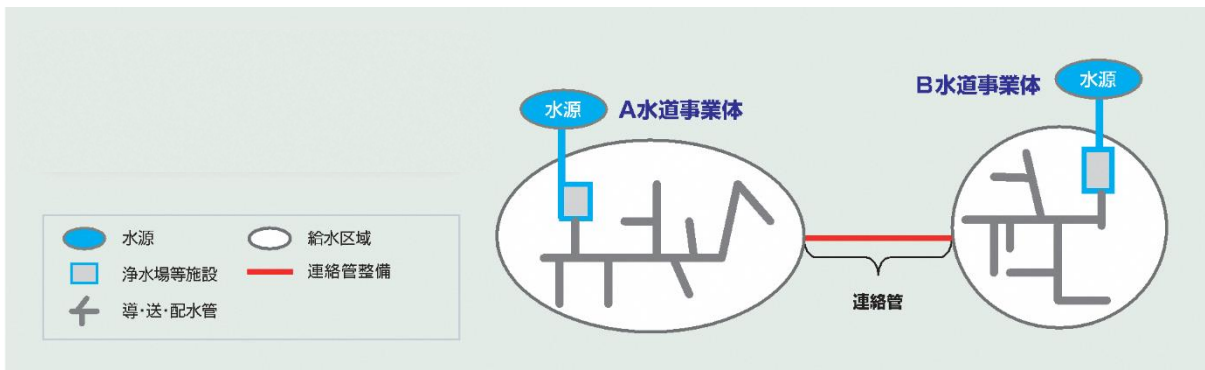 水源
B水道事業体
水源
A水道事業体
水源
給水区域
浄水場等施設
連絡管整備
導・送・配水管
連絡管